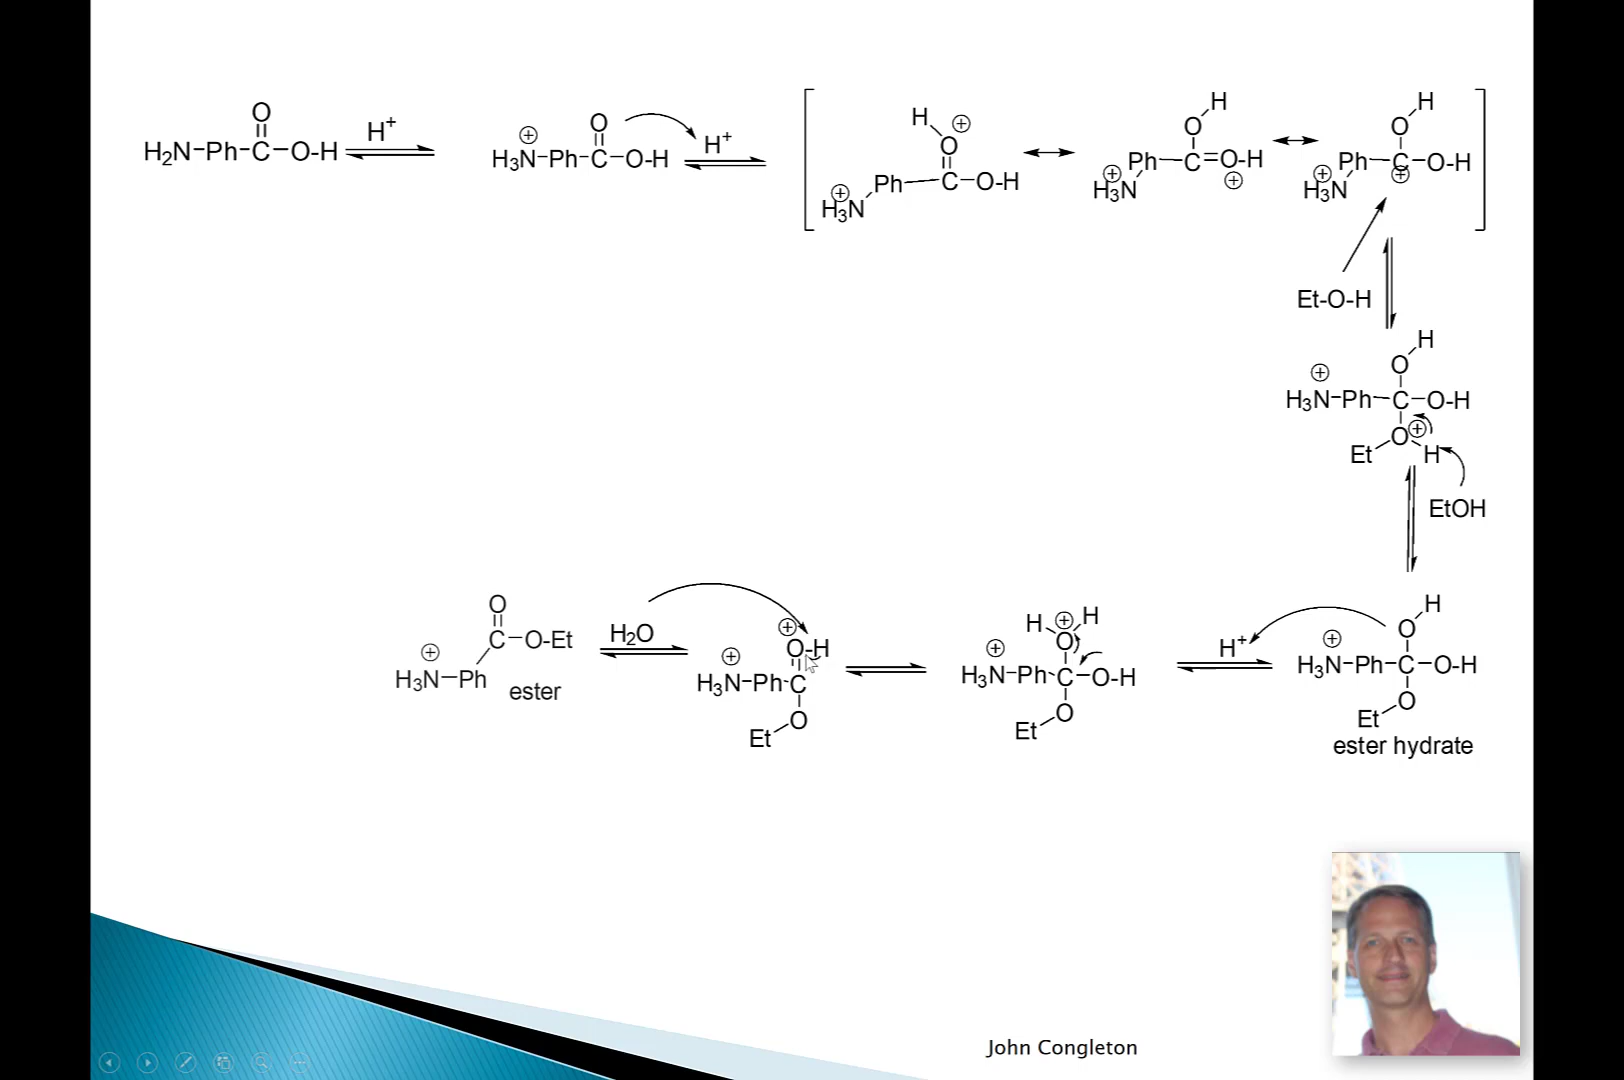 H₂N-Ph-C-O-H
O
H⁺
H₃N-Ph-C-O-H
⊕
O
H⁺
H
O
⊕
Ph-C-O-H
H₃N
⊕
H
O
Ph-C=O-H
⊕
H₃N
⊕
H
O
Ph-C-O-H
⊕
H₃N
⊕
Et-O-H
H
O
H₃N-Ph-C-O-H
⊕
O
⊕
Et
H
EtOH
O
C-O-Et
⊕
H₃N-Ph
ester
H₂O
⊕
O-H
⊕
H₃N-Ph-C
O
Et
H
⊕
H
O
⊕
H₃N-Ph-C-O-H
O
Et
H⁺
H
O
⊕
H₃N-Ph-C-O-H
O
Et
ester hydrate
John Congleton